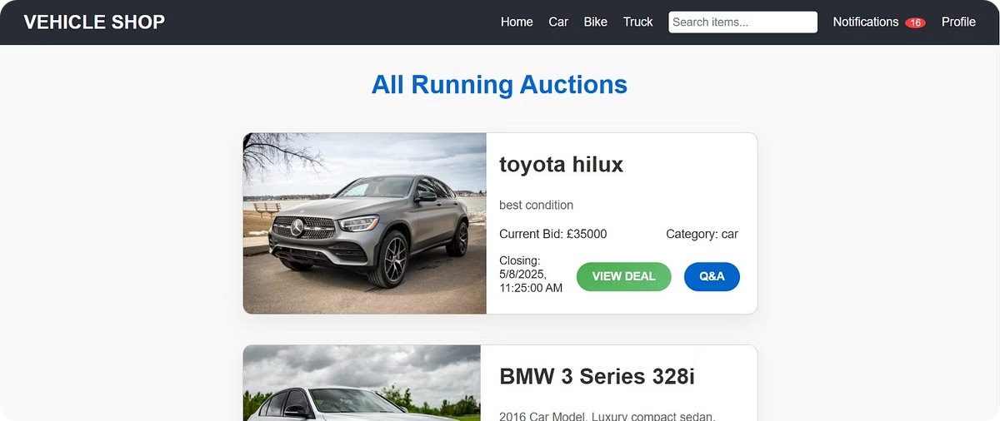 VEHICLE SHOP
Home Car Bike Truck Search items... Notifications 16 Profile
All Running Auctions
toyota hilux
best condition
Current Bid: £35000 Category: car
Closing:
5/8/2025,
11:25:00 AM
VIEW DEAL
Q&A
BMW 3 Series 328i
2016 Car Model. Luxury compact sedan.